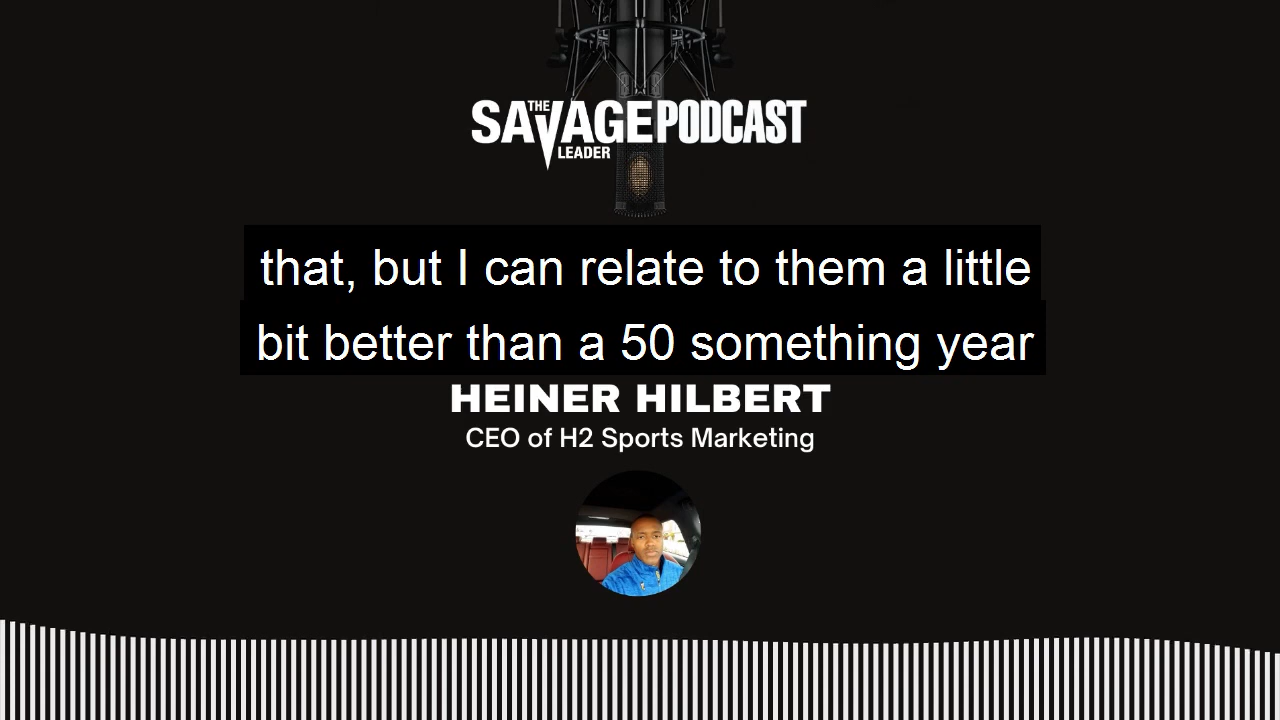 THE
SAVAGE PODCAST
LEADER
that, but I can relate to them a little
bit better than a 50 something year
HEINER HILBERT
CEO of H2 Sports Marketing